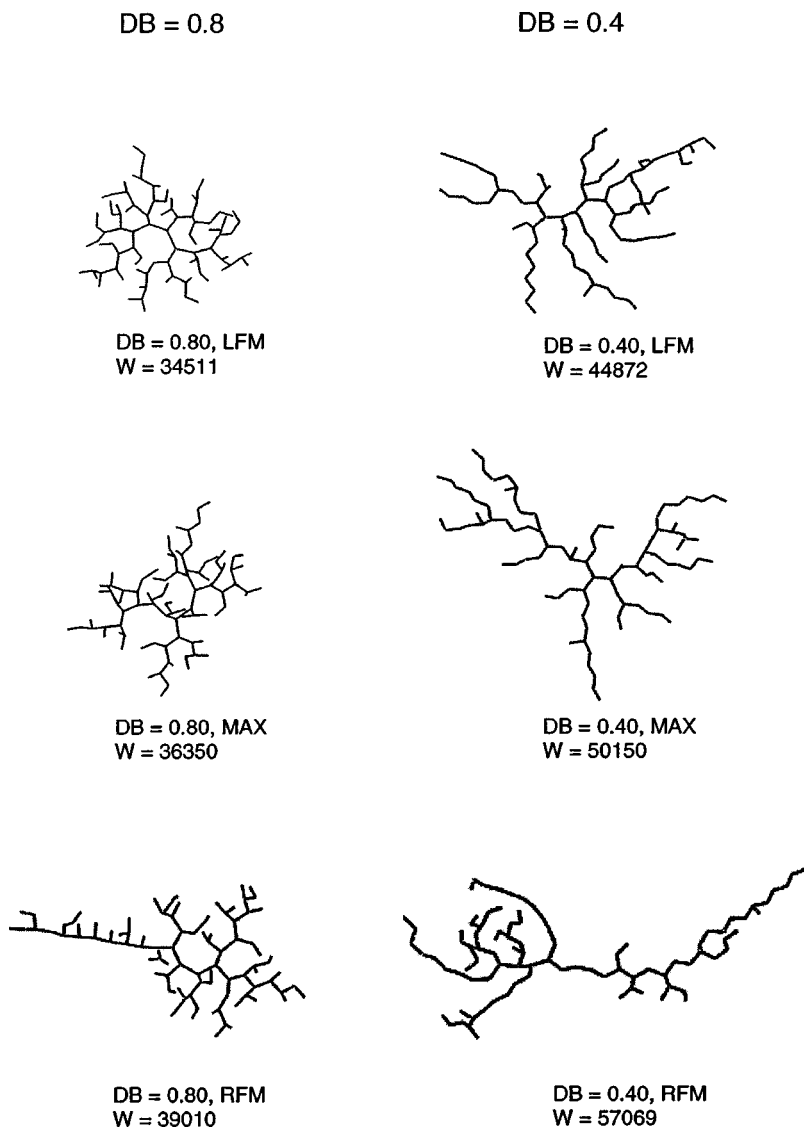 DB = 0.8
DB = 0.4
DB = 0.80, LFM
W = 34511
DB = 0.40, LFM
W = 44872
DB = 0.80, MAX
W = 36350
DB = 0.40, MAX
W = 50150
DB = 0.80, RFM
W = 39010
DB = 0.40, RFM
W = 57069